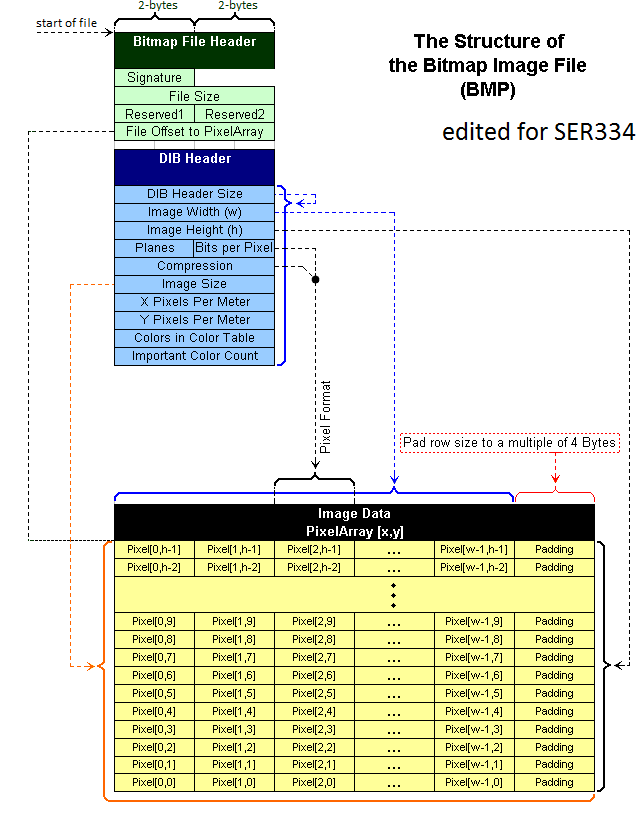 2-bytes 2-bytes
start of file
Bitmap File Header
The Structure of
the Bitmap Image File
(BMP)
edited for SER334
Signature
File Size
Reserved1 Reserved2
File Offset to PixelArray
DIB Header
DIB Header Size
Image Width (w)
Image Height (h)
Planes Bits per Pixel
Compression
Image Size
X Pixels Per Meter
Y Pixels Per Meter
Colors in Color Table
Important Color Count
Pixel Format
Pad row size to a multiple of 4 Bytes
Image Data
PixelArray [x,y]
Pixel[0,h-1] Pixel[1,h-1] Pixel[2,h-1] ... Pixel[w-1,h-1] Padding
Pixel[0,h-2] Pixel[1,h-2] Pixel[2,h-2] ... Pixel[w-1,h-2] Padding
Pixel[0,9] Pixel[1,9] Pixel[2,9] ... Pixel[w-1,9] Padding
Pixel[0,8] Pixel[1,8] Pixel[2,8] ... Pixel[w-1,8] Padding
Pixel[0,7] Pixel[1,7] Pixel[2,7] ... Pixel[w-1,7] Padding
Pixel[0,6] Pixel[1,6] Pixel[2,6] ... Pixel[w-1,6] Padding
Pixel[0,5] Pixel[1,5] Pixel[2,5] ... Pixel[w-1,5] Padding
Pixel[0,4] Pixel[1,4] Pixel[2,4] ... Pixel[w-1,4] Padding
Pixel[0,3] Pixel[1,3] Pixel[2,3] ... Pixel[w-1,3] Padding
Pixel[0,2] Pixel[1,2] Pixel[2,2] ... Pixel[w-1,2] Padding
Pixel[0,1] Pixel[1,1] Pixel[2,1] ... Pixel[w-1,1] Padding
Pixel[0,0] Pixel[1,0] Pixel[2,0] ... Pixel[w-1,0] Padding